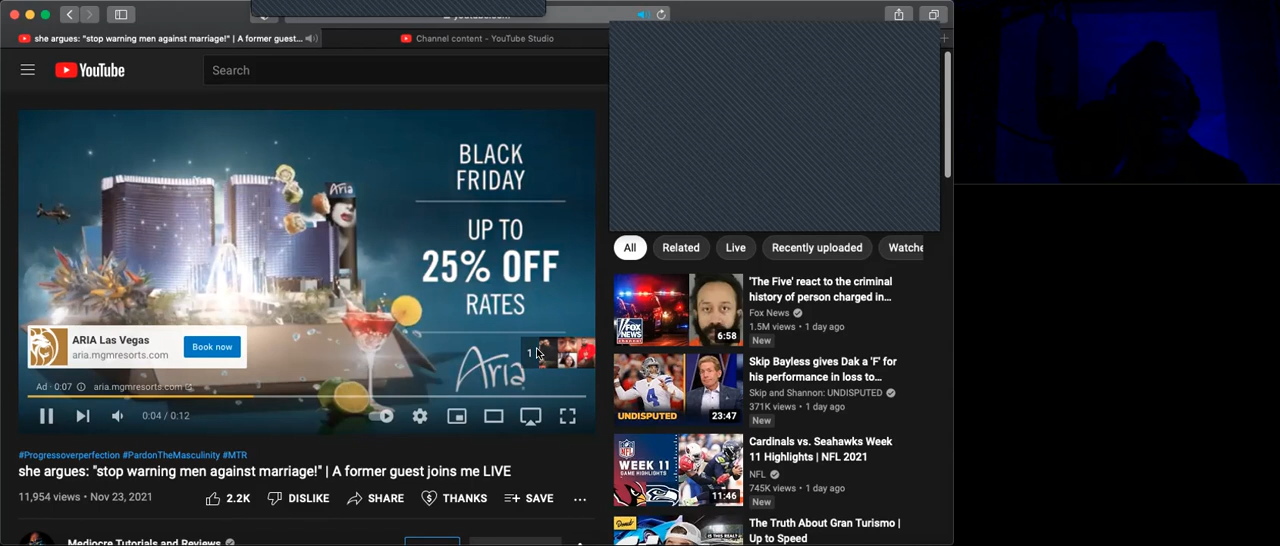 she argues: "stop warning men against marriage!" | A former guest...
Channel content - YouTube Studio
YouTube
Search
BLACK
FRIDAY
UP TO
25% OFF
RATES
Aria
Aria
ARIA Las Vegas
aria.mgmresorts.com
Book now
1
Ad · 0:07
aria.mgmresorts.com
0:04 / 0:12
#Progressoverperfection #PardonTheMasculinity #MTR
she argues: "stop warning men against marriage!" | A former guest joins me LIVE
11,954 views • Nov 23, 2021
2.2K
DISLIKE
SHARE
THANKS
SAVE
Mediocre Tutorials and Reviews
All
Related
Live
Recently uploaded
Watche
'The Five' react to the criminal
history of person charged in...
Fox News
1.5M views • 1 day ago
New
FOX
NEWS
6:58
Skip Bayless gives Dak a 'F' for
his performance in loss to...
Skip and Shannon: UNDISPUTED
371K views • 1 day ago
New
UNDISPUTED
23:47
Cardinals vs. Seahawks Week
11 Highlights | NFL 2021
NFL
745K views • 1 day ago
New
WEEK 11
GAME HIGHLIGHTS
11:46
The Truth About Gran Turismo |
Up to Speed
Donut